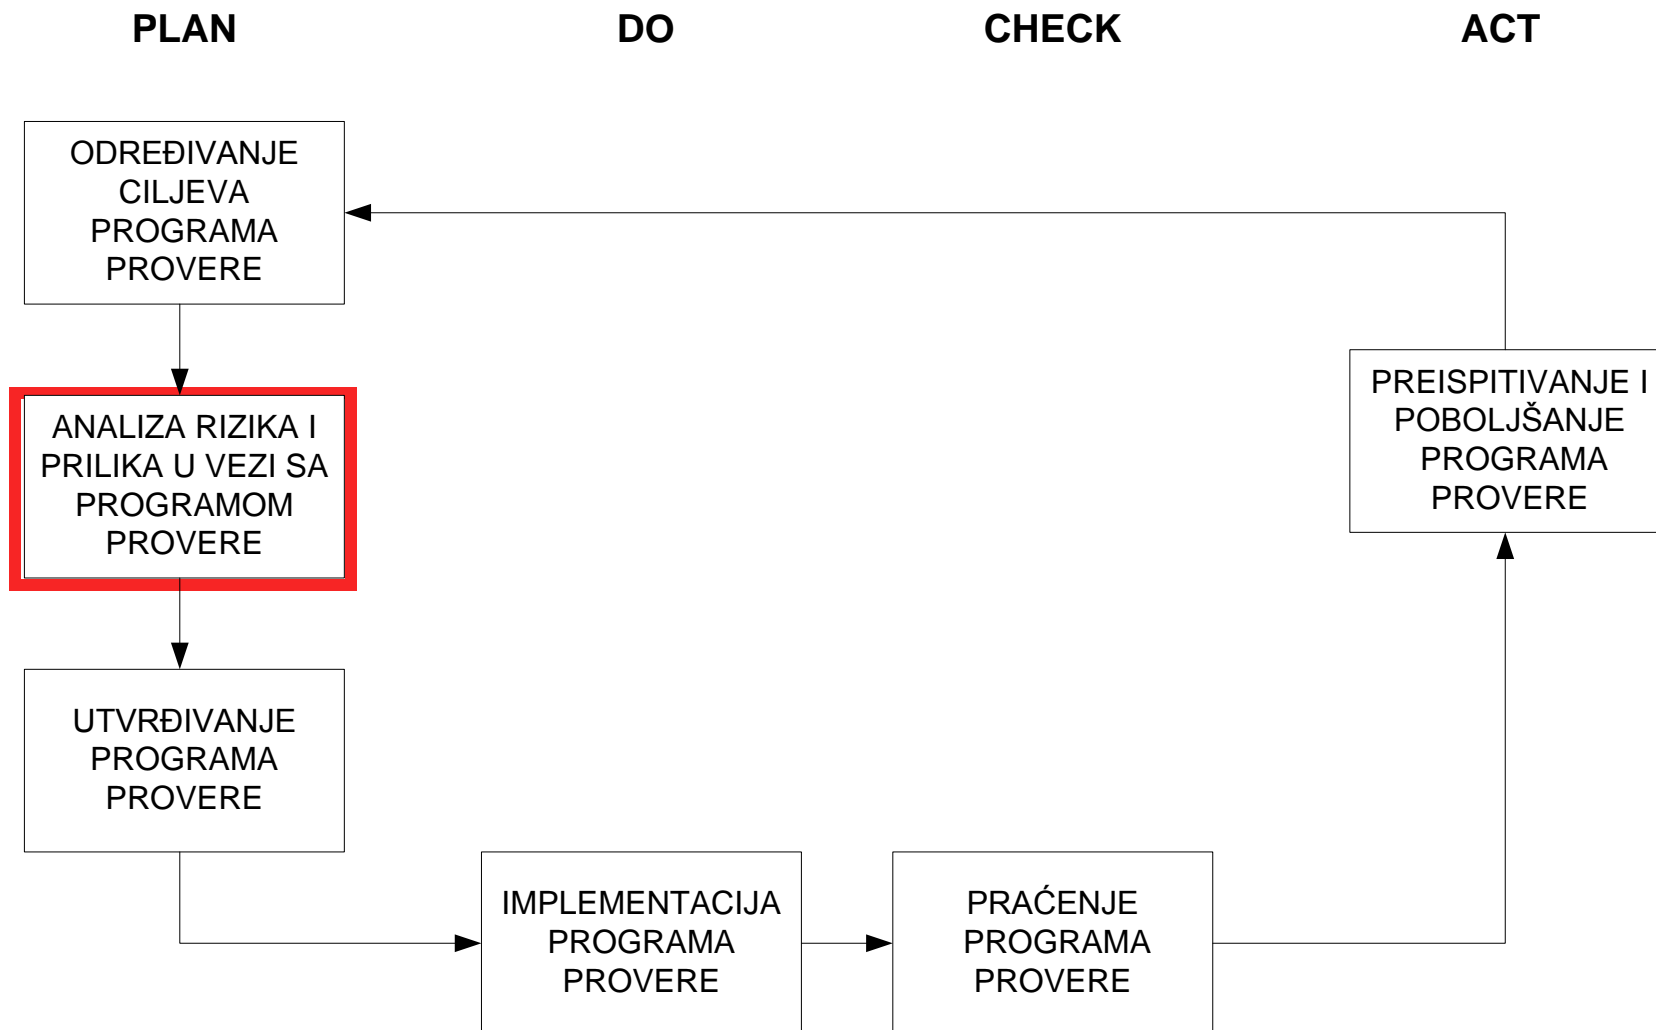 PLAN
DO
CHECK
ACT
ODREĐIVANJE
CILJEVA
PROGRAMA
PROVERE
ANALIZA RIZIKA I
PRILIKA U VEZI SA
PROGRAMOM
PROVERE
UTVRĐIVANJE
PROGRAMA
PROVERE
IMPLEMENTACIJA
PROGRAMA
PROVERE
PRAĆENJE
PROGRAMA
PROVERE
PREISPITIVANJE I
POBOLJŠANJE
PROGRAMA
PROVERE